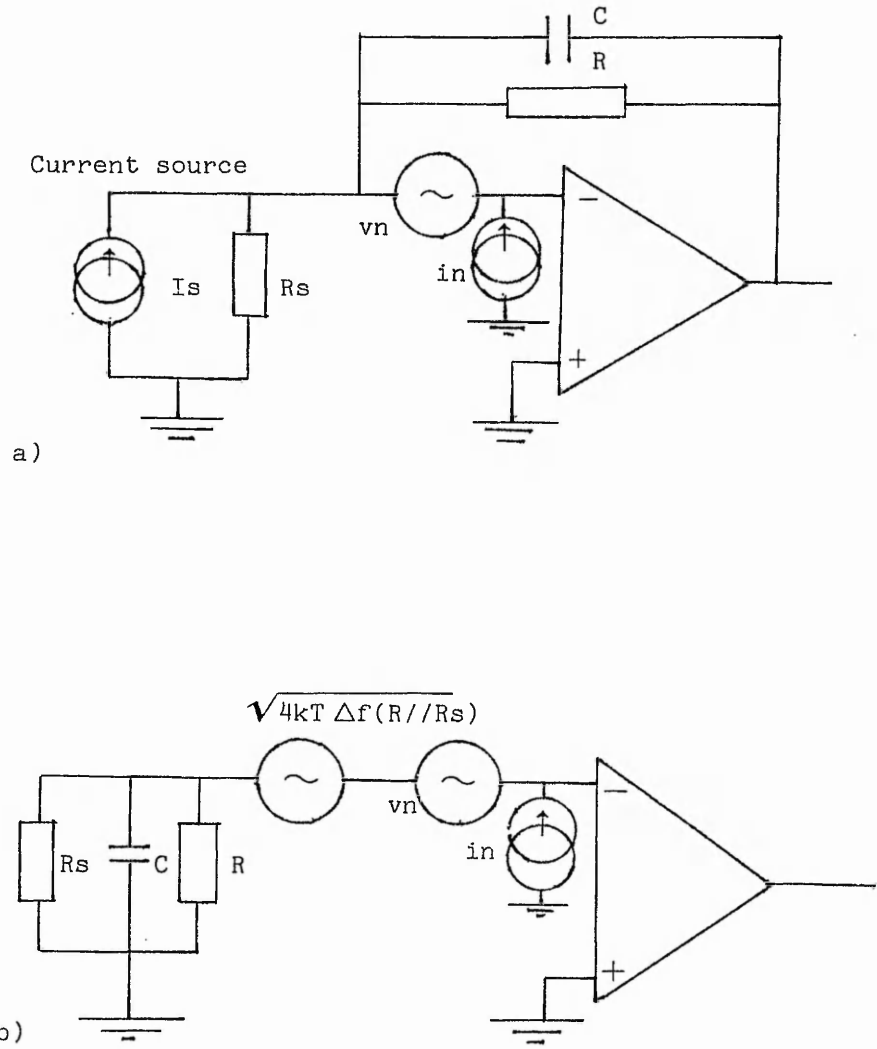 C
R
Current source
−
vn
in
Is
Rs
+
a)
√4kT △f(R//Rs)
−
vn
in
Rs
C
R
+
b)